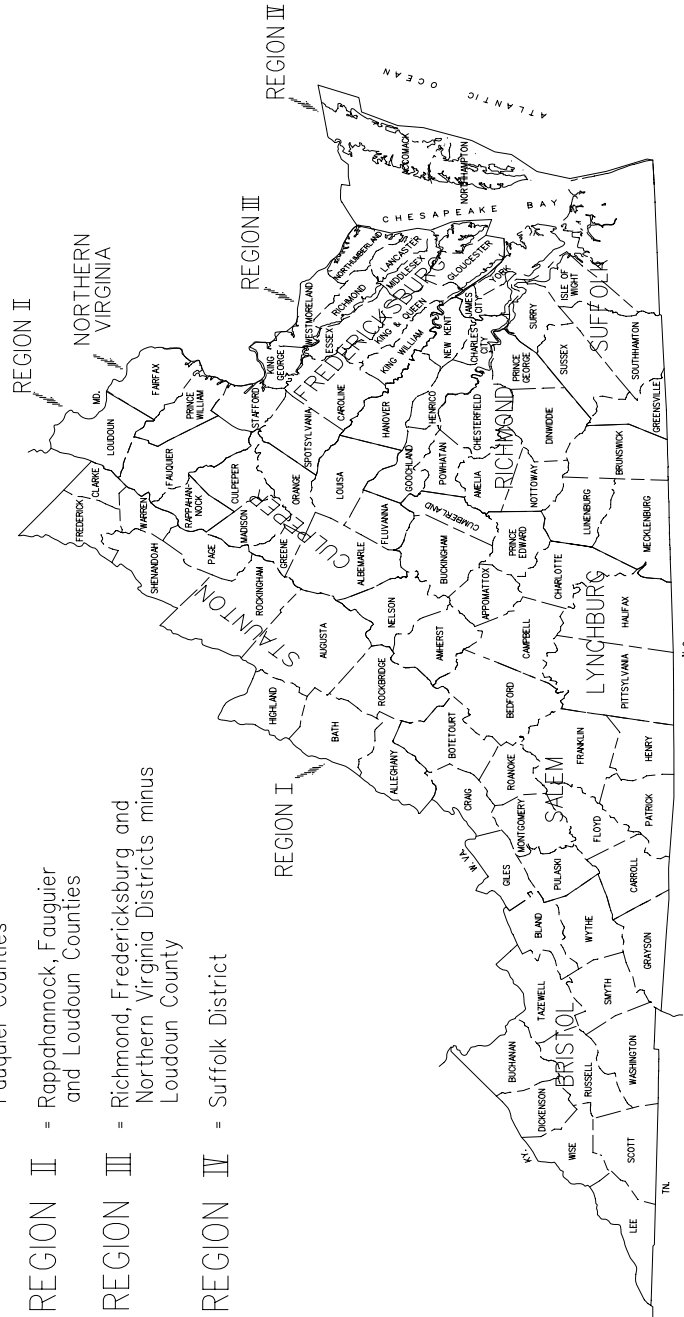 Fauquier Counties
REGION II = Rappahannock, Fauguier
and Loudoun Counties
REGION III = Richmond, Fredericksburg and
Northern Virginia Districts minus
Loudoun County
REGION IV = Suffolk District
REGION II
NORTHERN
VIRGINIA
REGION III
REGION IV
REGION I
ATLANTIC OCEAN
CHESAPEAKE BAY
MD.
W. VA.
KY.
TN.
STAUNTON
CULPEPER
FREDERICKSBURG
RICHMOND
SUFFOLK
LYNCHBURG
SALEM
BRISTOL
FREDERICK
CLARKE
LOUDOUN
FAIRFAX
WARREN
FAUQUIER
PRINCE
WILLIAM
SHENANDOAH
RAPPAHAN
NOCK
PAGE
CULPEPER
STAFFORD
KING
GEORGE
WESTMORELAND
NORTHUMBERLAND
ROCKINGHAM
MADISON
GREENE
ORANGE
SPOTSYLVANIA
CAROLINE
ESSEX
RICHMOND
LANCASTER
MIDDLESEX
ACCOMACK
NORTHHAMPTON
HIGHLAND
AUGUSTA
ALBEMARLE
LOUISA
HANOVER
KING WILLIAM
KING & QUEEN
GLOUCESTER
BATH
ROCKBRIDGE
NELSON
FLUVANNA
GOOCHLAND
HENRICO
NEW KENT
CHARLES
CITY
JAMES
CITY
YORK
ALLEGHANY
BOTETOURT
AMHERST
BUCKINGHAM
CUMBERLAND
POWHATAN
CHESTERFIELD
AMELIA
PRINCE
GEORGE
SURRY
ISLE OF
WIGHT
CRAIG
ROANOKE
BEDFORD
CAMPBELL
APPOMATTOX
PRINCE
EDWARD
NOTTOWAY
DINWIDDIE
SUSSEX
GILES
MONTGOMERY
CHARLOTTE
LUNENBURG
BRUNSWICK
GREENSVILLE
SOUTHHAMTON
BUCHANAN
TAZEWELL
BLAND
PULASKI
FLOYD
FRANKLIN
PITTSYLVANIA
HALIFAX
MECKLENBURG
DICKENSON
WISE
RUSSELL
SMYTH
WYTHE
CARROLL
PATRICK
HENRY
LEE
SCOTT
WASHINGTON
GRAYSON